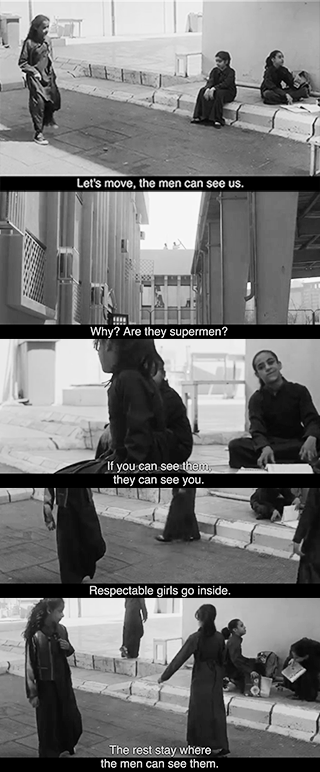 Let's move, the men can see us.
Why? Are they supermen?
If you can see them,
they can see you.
Respectable girls go inside.
The rest stay where
the men can see them.